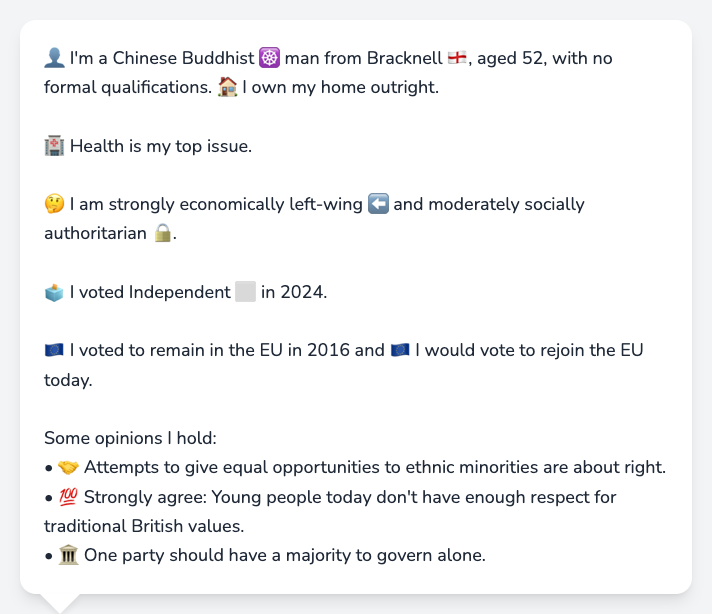 👤 I'm a Chinese Buddhist ☸️ man from Bracknell 🏴󠁧󠁢󠁥󠁮󠁧󠁿, aged 52, with no
formal qualifications. 🏠 I own my home outright.
🏥 Health is my top issue.
🤔 I am strongly economically left-wing ⬅️ and moderately socially
authoritarian 🔒.
🗳️ I voted Independent ⬜ in 2024.
🇪🇺 I voted to remain in the EU in 2016 and 🇪🇺 I would vote to rejoin the EU
today.
Some opinions I hold:
• 🤝 Attempts to give equal opportunities to ethnic minorities are about right.
• 💯 Strongly agree: Young people today don't have enough respect for
traditional British values.
• 🏛️ One party should have a majority to govern alone.